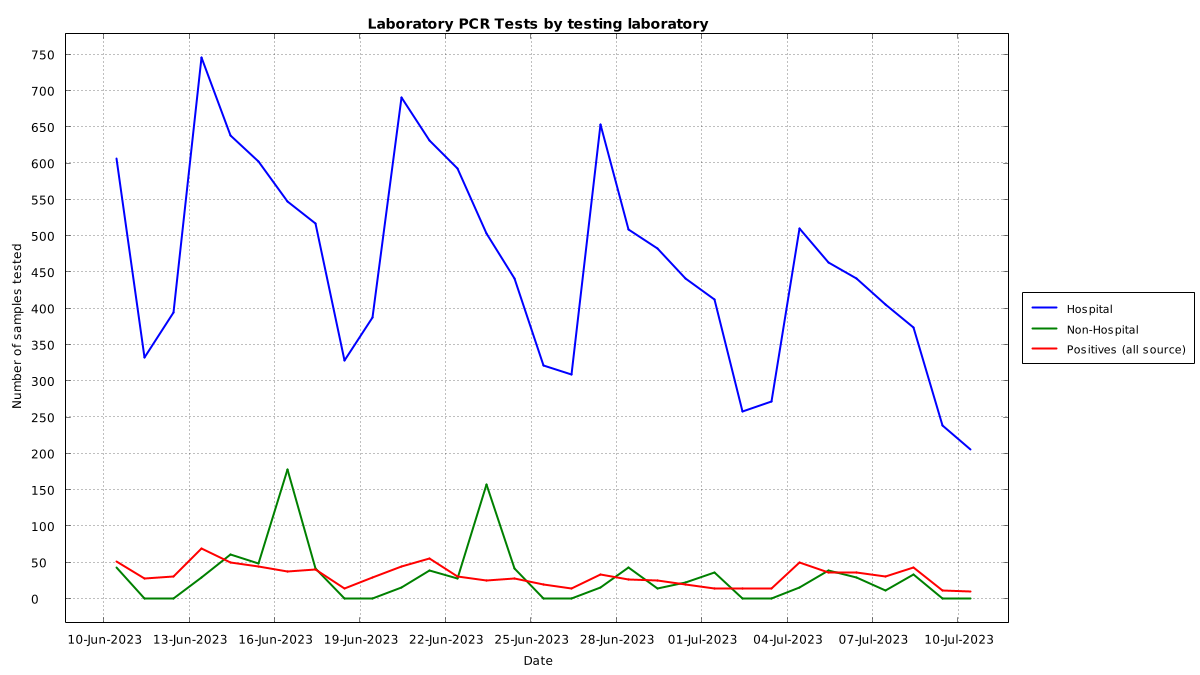 Laboratory PCR Tests by testing laboratory
750
700
650
600
550
500
450
400
350
300
250
200
150
100
50
0
Number of samples tested
10-Jun-2023 13-Jun-2023 16-Jun-2023 19-Jun-2023 22-Jun-2023 25-Jun-2023 28-Jun-2023 01-Jul-2023 04-Jul-2023 07-Jul-2023 10-Jul-2023
Date
Hospital
Non-Hospital
Positives (all source)